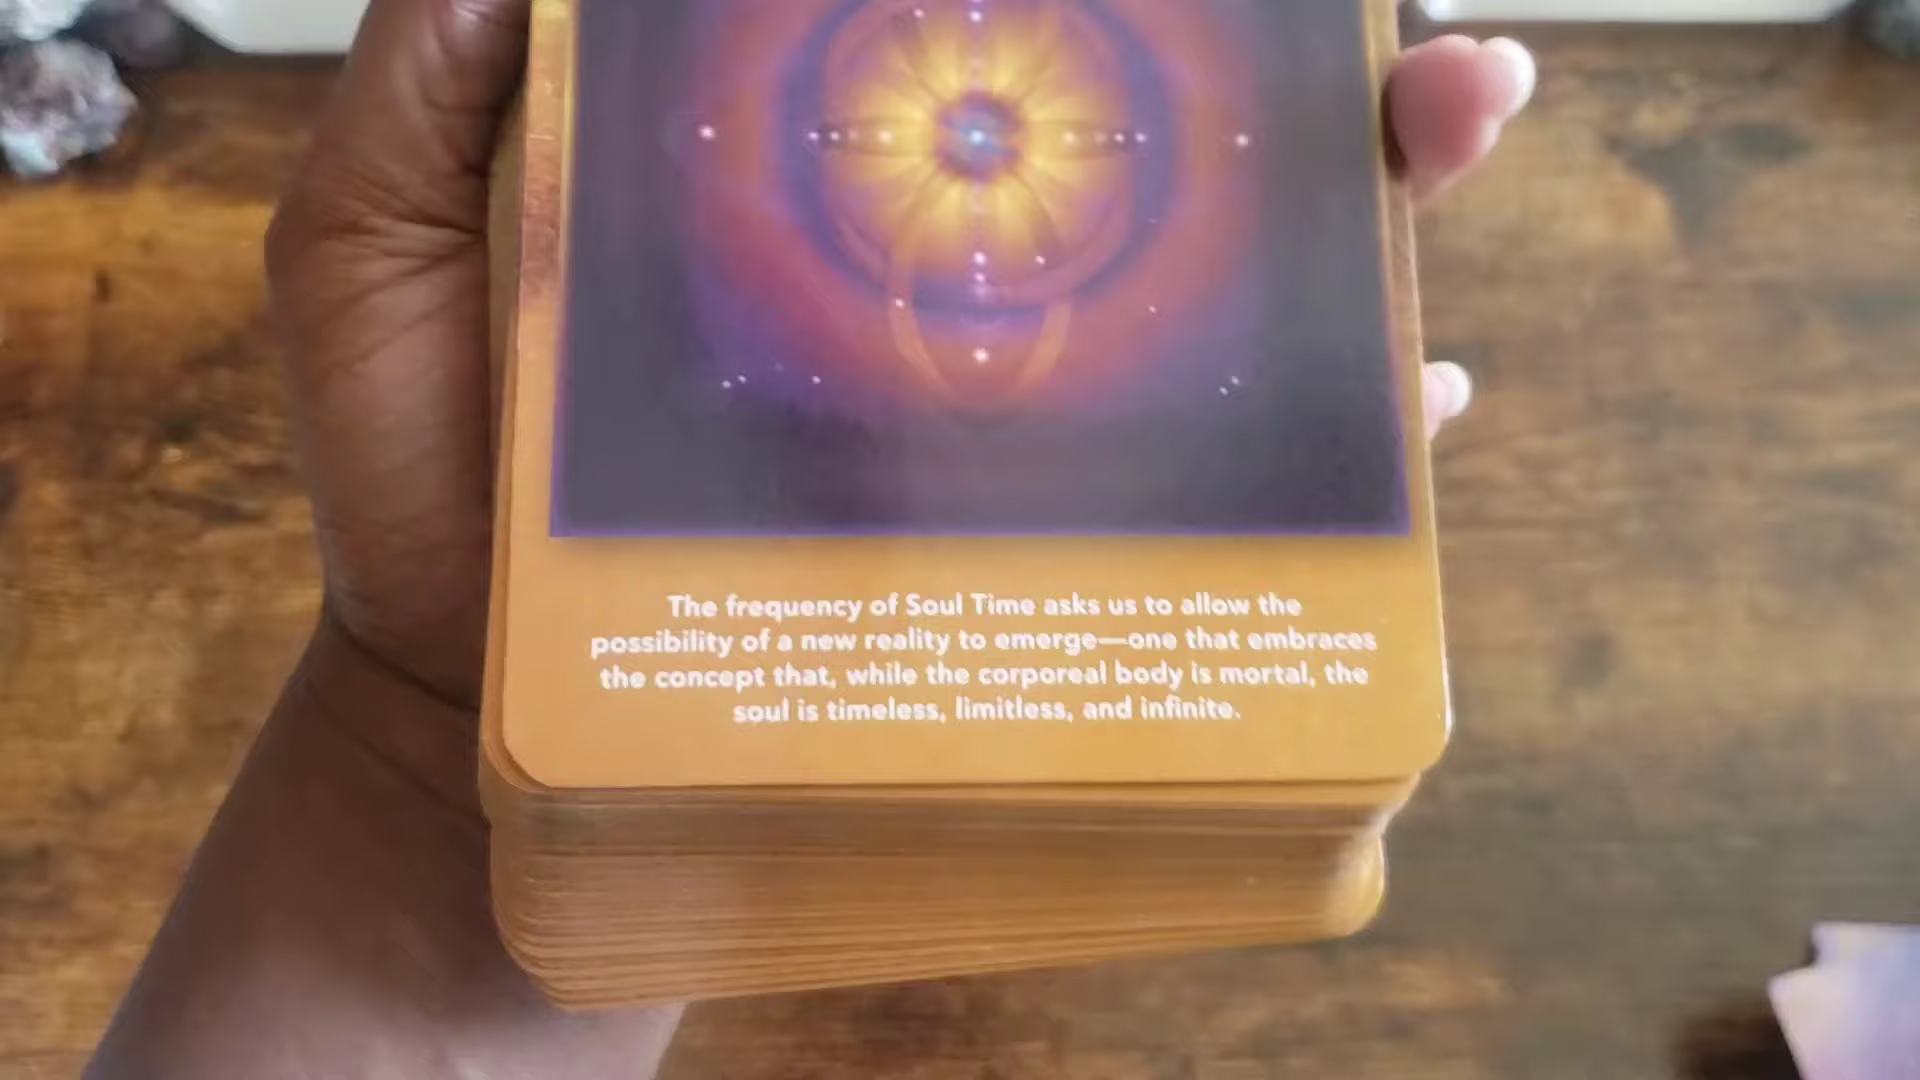 The frequency of Soul Time asks us to allow the
possibility of a new reality to emerge—one that embraces
the concept that, while the corporeal body is mortal, the
soul is timeless, limitless, and infinite.